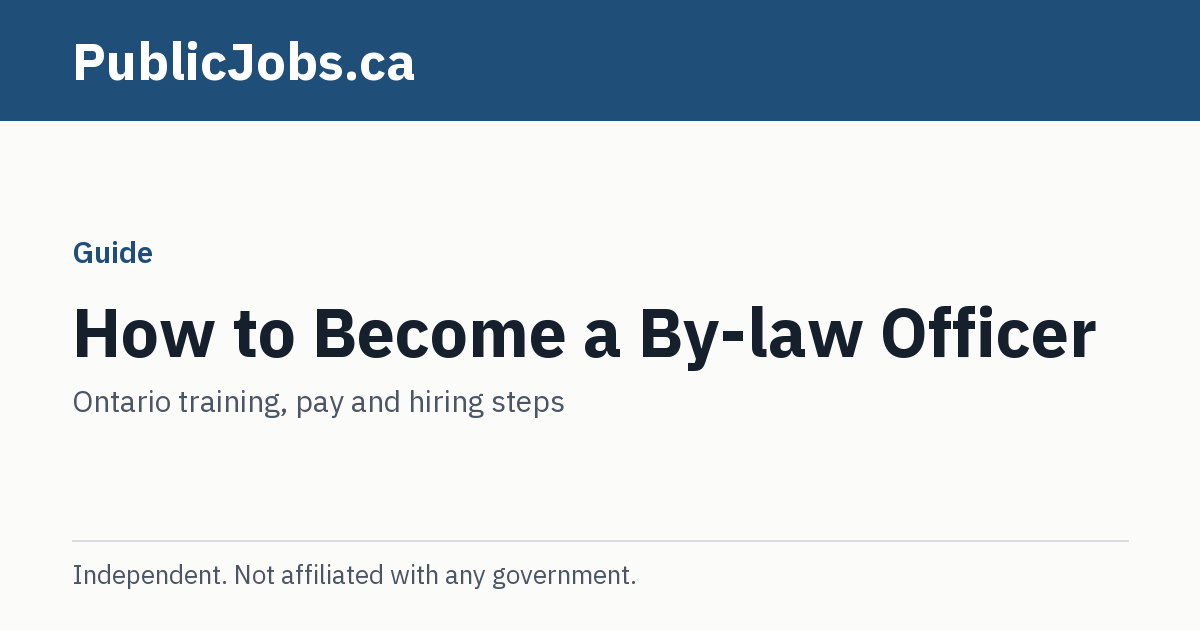 PublicJobs.ca
Guide
How to Become a By-law Officer
Ontario training, pay and hiring steps
Independent. Not affiliated with any government.